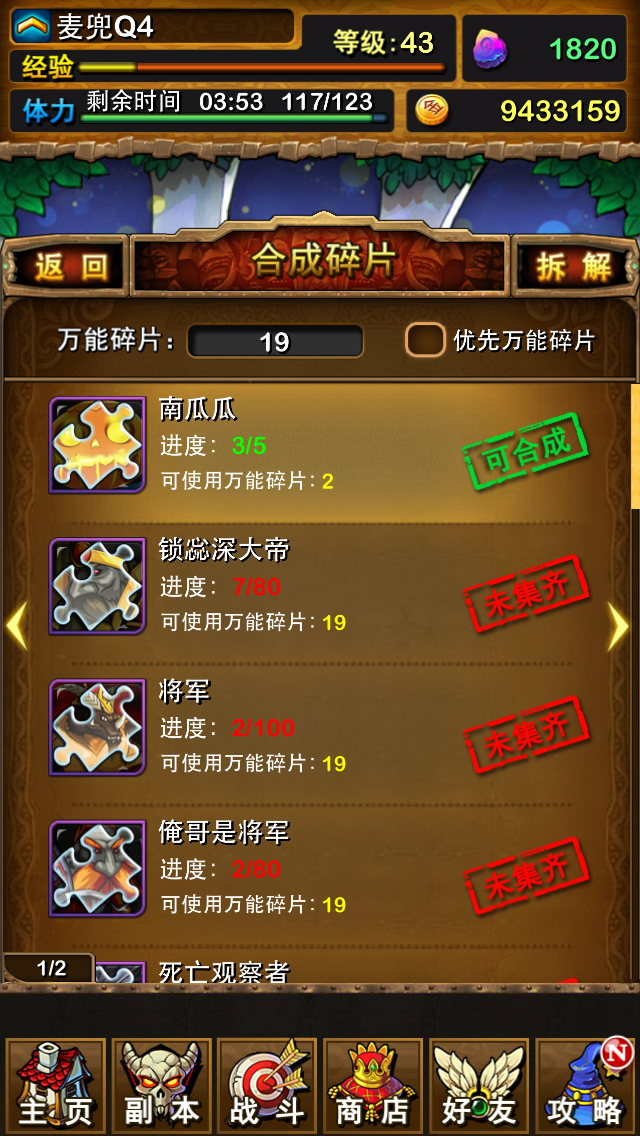 麦兜Q4
等级:43
1820
经验
体力 剩余时间 03:53 117/123
9433159
返回 合成碎片 拆解
万能碎片: 19 优先万能碎片
南瓜瓜
进度: 3/5
可使用万能碎片: 2
可合成
锁惢深大帝
进度: 7/80
可使用万能碎片: 19
未集齐
将军
进度: 2/100
可使用万能碎片: 19
未集齐
俺哥是将军
进度: 2/80
可使用万能碎片: 19
未集齐
1/2 死亡观察者
主页 副本 战斗 商店 好友 攻略 N